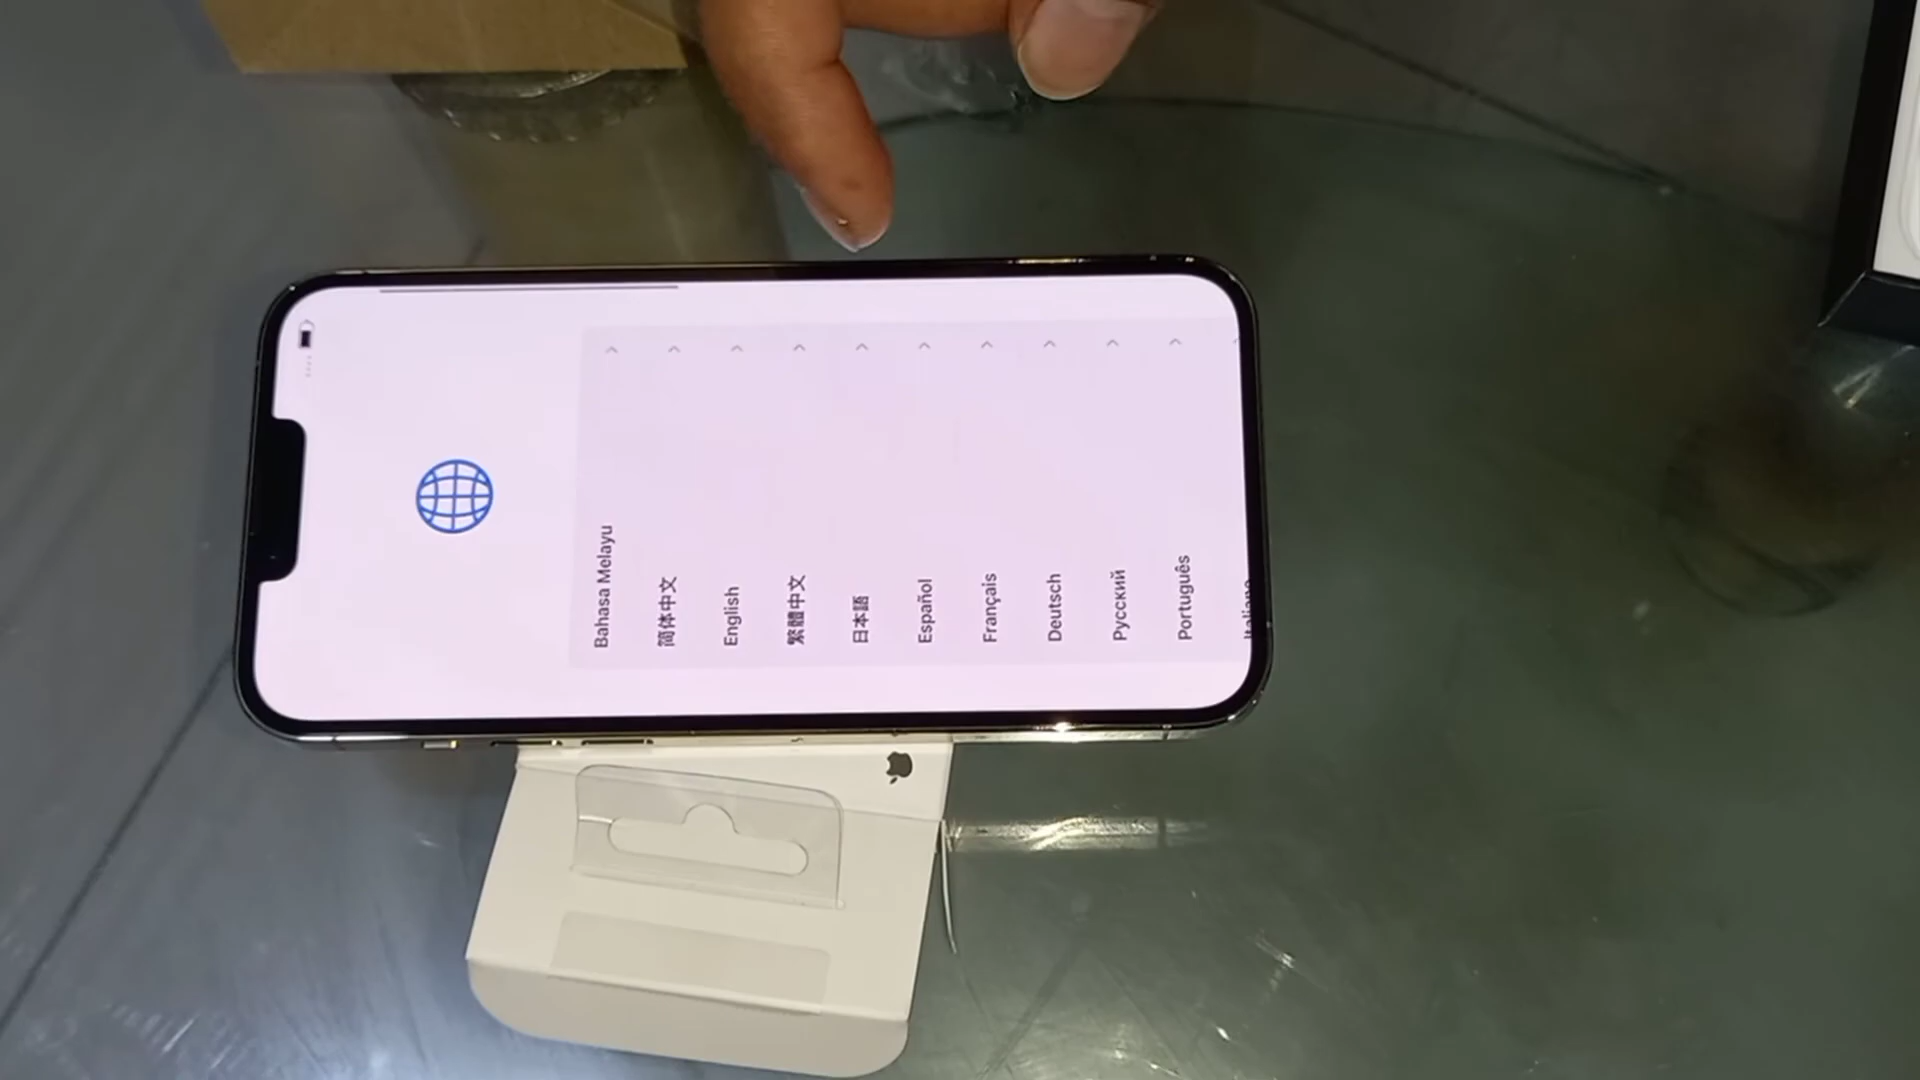 Bahasa Melayu
简体中文
English
繁體中文
日本語
Español
Français
Deutsch
Русский
Português
Italiano